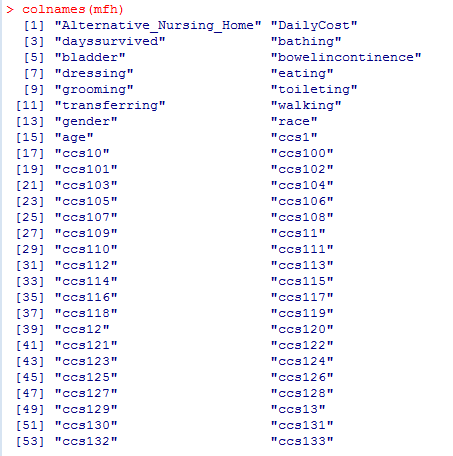 > colnames(mfh)
[1] "Alternative_Nursing_Home" "DailyCost"
[3] "dayssurvived" "bathing"
[5] "bladder" "bowelincontinence"
[7] "dressing" "eating"
[9] "grooming" "toileting"
[11] "transferring" "walking"
[13] "gender" "race"
[15] "age" "ccs1"
[17] "ccs10" "ccs100"
[19] "ccs101" "ccs102"
[21] "ccs103" "ccs104"
[23] "ccs105" "ccs106"
[25] "ccs107" "ccs108"
[27] "ccs109" "ccs11"
[29] "ccs110" "ccs111"
[31] "ccs112" "ccs113"
[33] "ccs114" "ccs115"
[35] "ccs116" "ccs117"
[37] "ccs118" "ccs119"
[39] "ccs12" "ccs120"
[41] "ccs121" "ccs122"
[43] "ccs123" "ccs124"
[45] "ccs125" "ccs126"
[47] "ccs127" "ccs128"
[49] "ccs129" "ccs13"
[51] "ccs130" "ccs131"
[53] "ccs132" "ccs133"